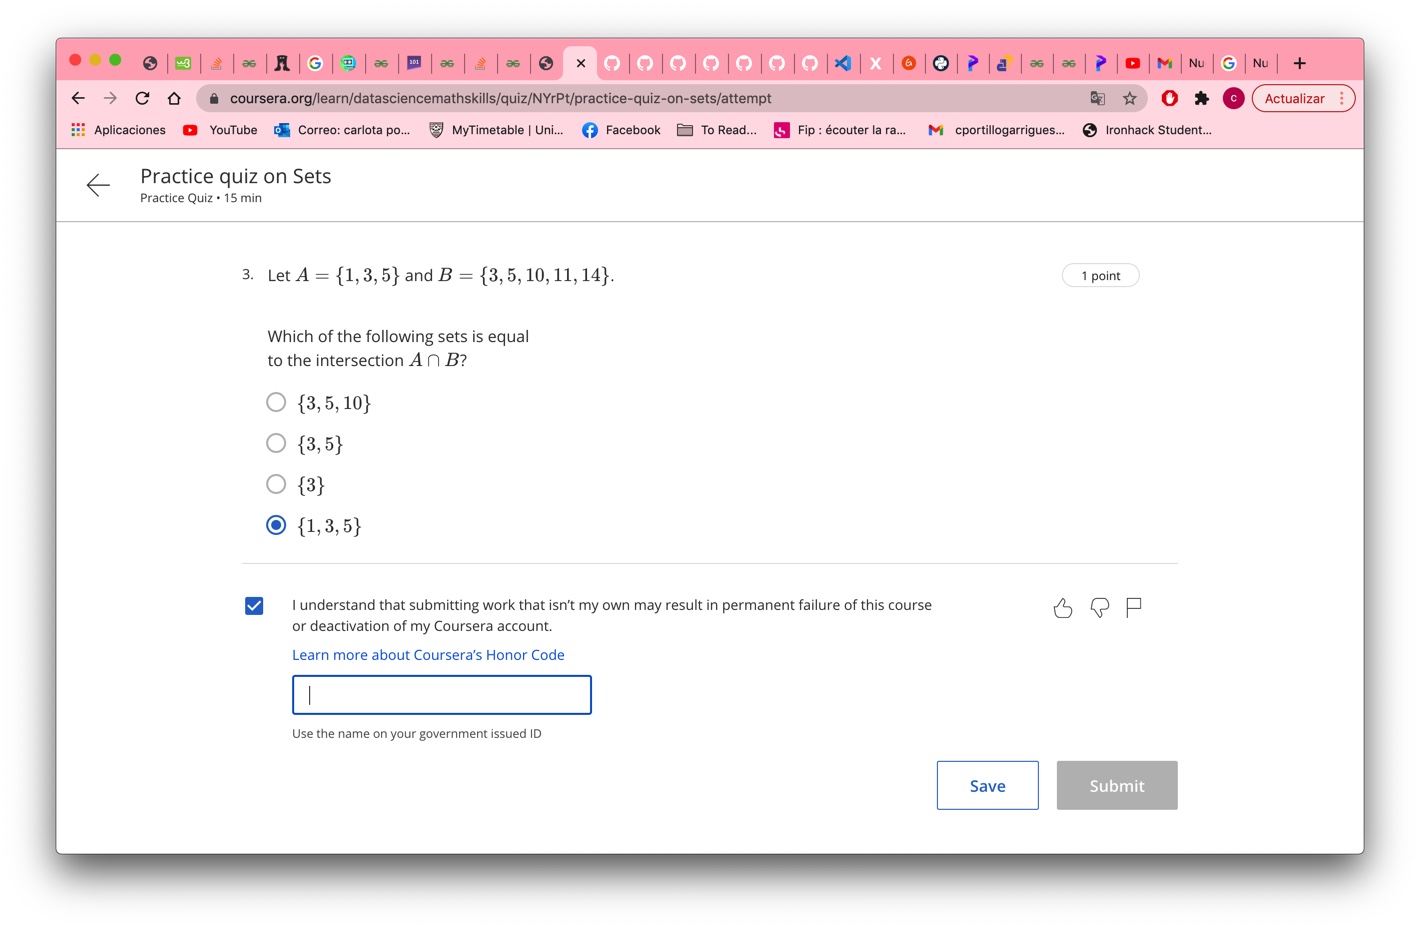 101
Nu
Nu
coursera.org/learn/datasciencemathskills/quiz/NYrPt/practice-quiz-on-sets/attempt
C
Actualizar
Aplicaciones YouTube Correo: carlota po... MyTimetable | Uni... Facebook To Read... Fip : écouter la ra... cportillogarrigues... Ironhack Student...
Practice quiz on Sets
Practice Quiz • 15 min
3. Let A = {1, 3, 5} and B = {3, 5, 10, 11, 14}.
1 point
Which of the following sets is equal
to the intersection A ∩ B?
{3, 5, 10}
{3, 5}
{3}
{1, 3, 5}
I understand that submitting work that isn’t my own may result in permanent failure of this course
or deactivation of my Coursera account.
Learn more about Coursera’s Honor Code
Use the name on your government issued ID
Save
Submit